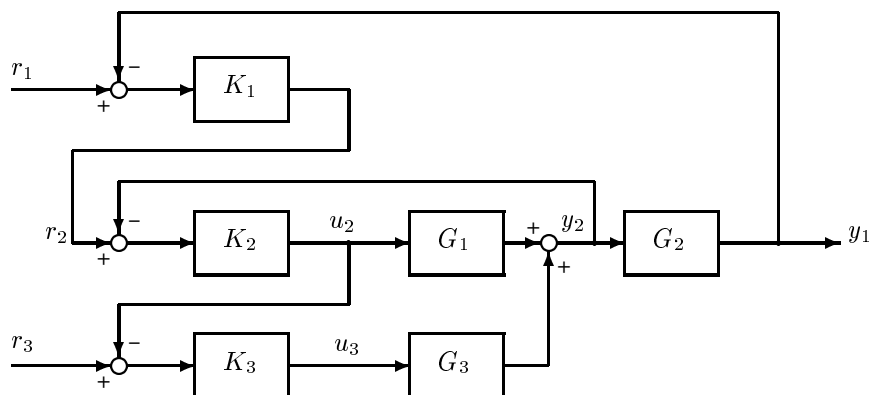 r₁ − K₁
+
r₂ − K₂ u₂ G₁ + y₂ G₂ y₁
+ +
r₃ − K₃ u₃ G₃
+